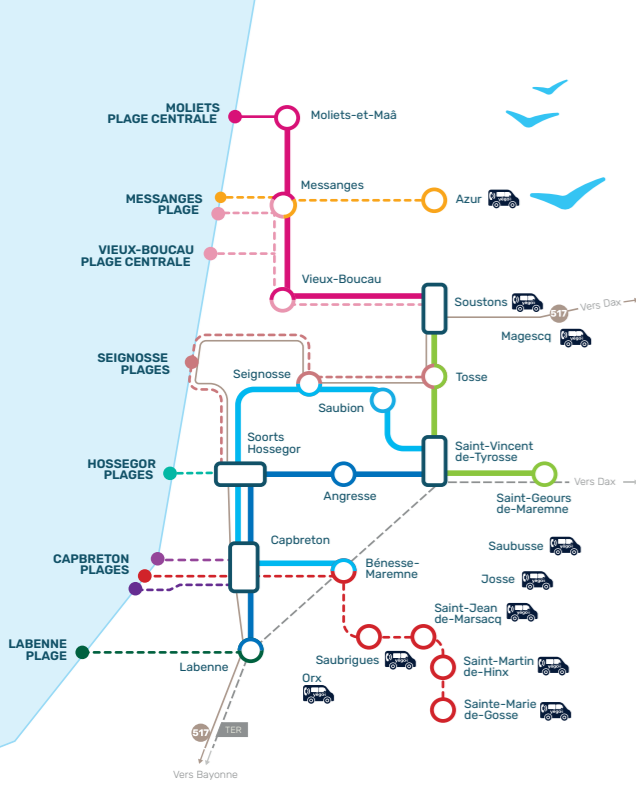 MOLIETS
PLAGE CENTRALE
Moliets-et-Maâ
Messanges
MESSANGES
PLAGE
Azur
VIEUX-BOUCAU
PLAGE CENTRALE
Vieux-Boucau
Soustons
517
Vers Dax
Magescq
SEIGNOSSE
PLAGES
Seignosse
Tosse
Saubion
Soorts
Hossegor
Saint-Vincent
de-Tyrosse
HOSSEGOR
PLAGES
Angresse
Vers Dax
Saint-Geours
de-Maremne
Capbreton
Saubusse
CAPBRETON
PLAGES
Bénesse-
Maremne
Josse
Saint-Jean
de-Marsacq
LABENNE
PLAGE
Labenne
Saubrigues
Saint-Martin
de-Hinx
Orx
Sainte-Marie
de-Gosse
517
TER
Vers Bayonne